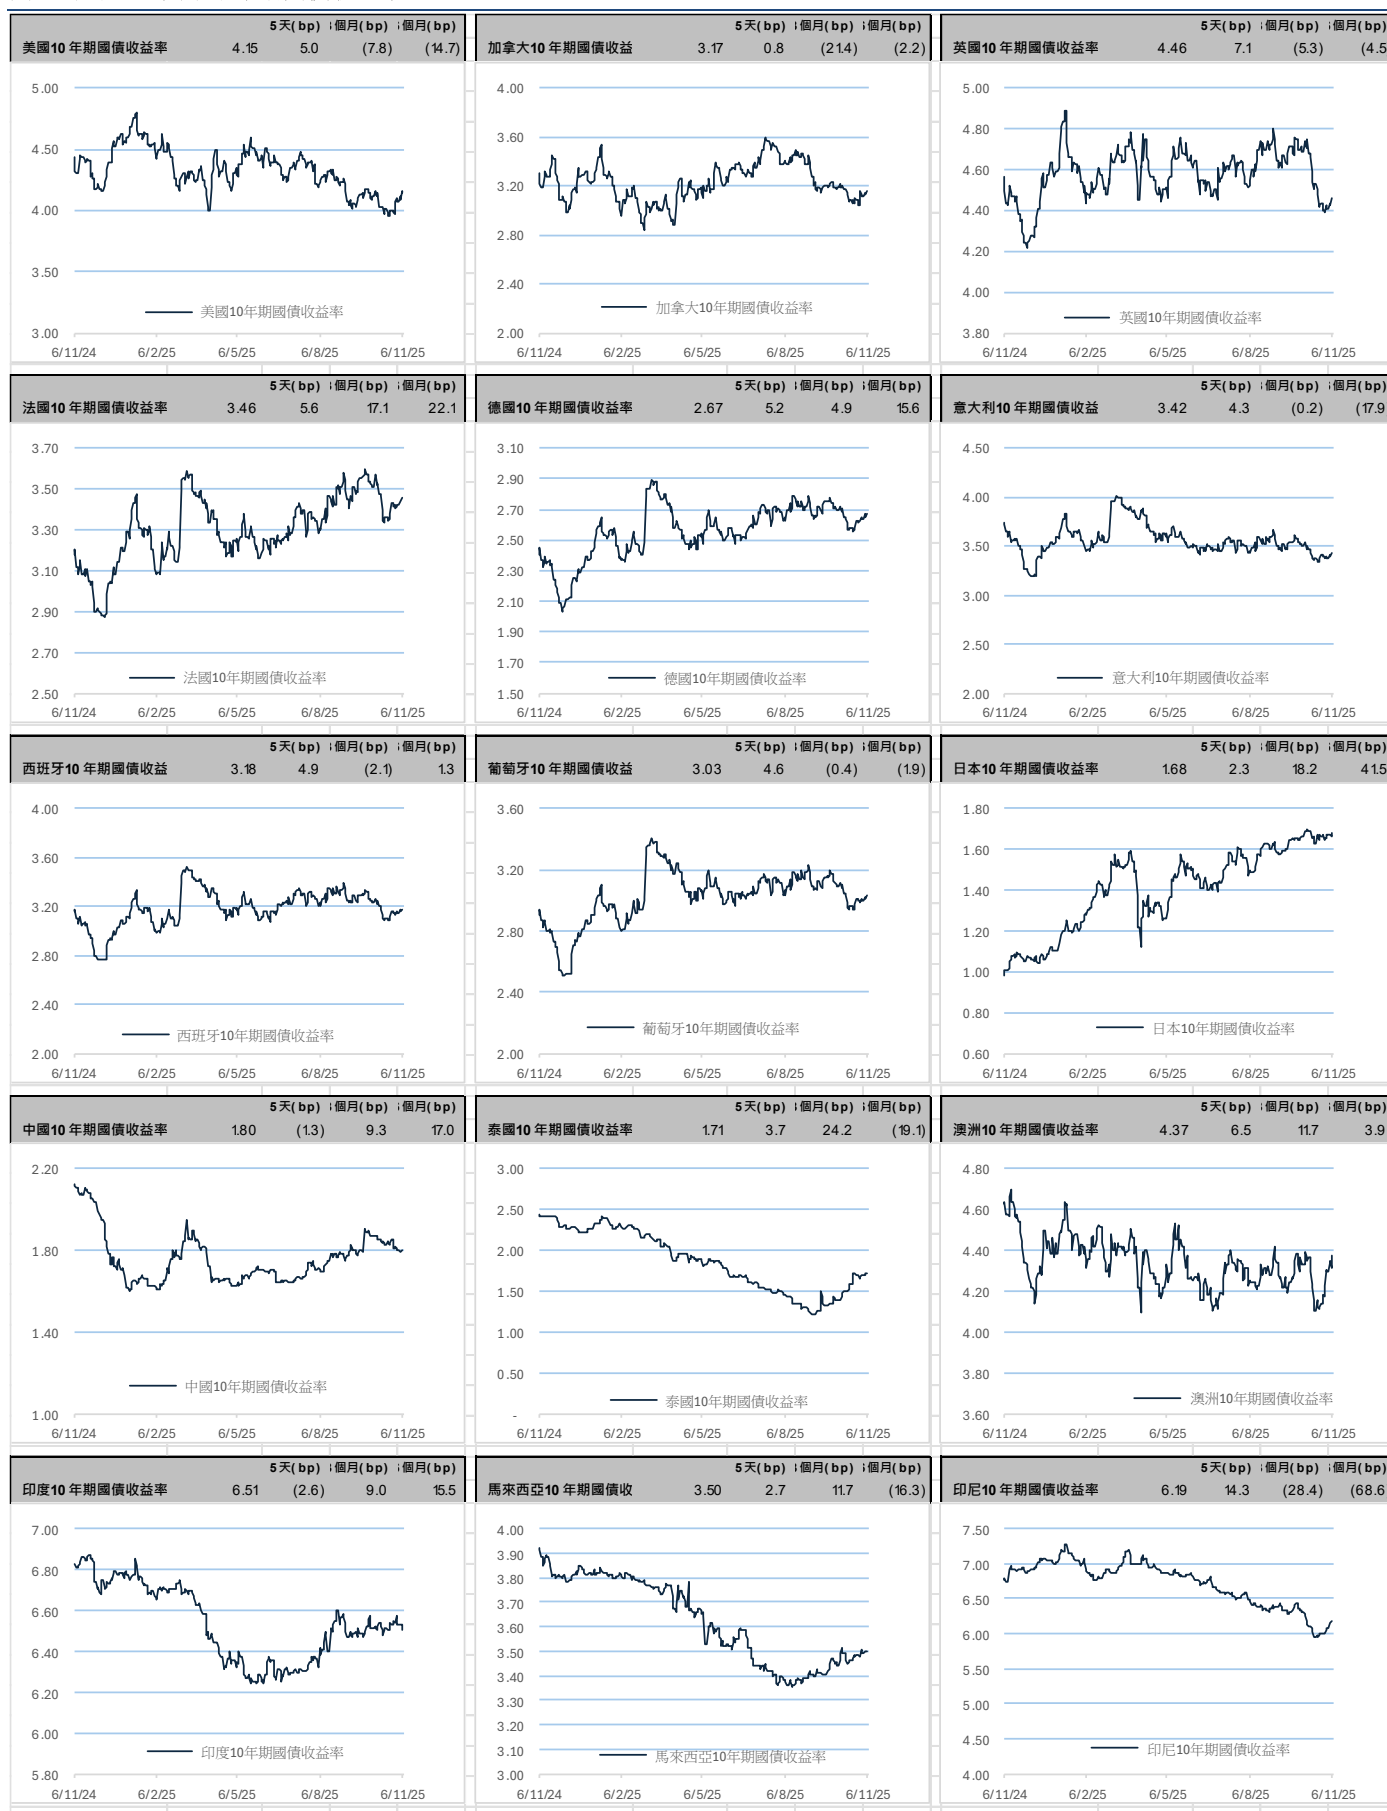 5天(bp) 個月(bp) 個月(bp)
美國10 年期國債收益率 4.15 5.0 (7.8) (14.7)
5.00
4.50
4.00
3.50
3.00
美國10年期國債收益率
6/11/24 6/2/25 6/5/25 6/8/25 6/11/25
5天(bp) 個月(bp) 個月(bp)
加拿大10 年期國債收益 3.17 0.8 (21.4) (2.2)
4.00
3.60
3.20
2.80
2.40
2.00
加拿大10年期國債收益率
6/11/24 6/2/25 6/5/25 6/8/25 6/11/25
5天(bp) 個月(bp) 個月(bp)
英國10 年期國債收益率 4.46 7.1 (5.3) (4.5
5.00
4.80
4.60
4.40
4.20
4.00
3.80
英國10年期國債收益率
6/11/24 6/2/25 6/5/25 6/8/25 6/11/25
5天(bp) 個月(bp) 個月(bp)
法國10 年期國債收益率 3.46 5.6 17.1 22.1
3.70
3.50
3.30
3.10
2.90
2.70
2.50
法國10年期國債收益率
6/11/24 6/2/25 6/5/25 6/8/25 6/11/25
5天(bp) 個月(bp) 個月(bp)
德國10 年期國債收益率 2.67 5.2 4.9 15.6
3.10
2.90
2.70
2.50
2.30
2.10
1.90
1.70
1.50
德國10年期國債收益率
6/11/24 6/2/25 6/5/25 6/8/25 6/11/25
5天(bp) 個月(bp) 個月(bp)
意大利10 年期國債收益 3.42 4.3 (0.2) (17.9
4.50
4.00
3.50
3.00
2.50
2.00
意大利10年期國債收益率
6/11/24 6/2/25 6/5/25 6/8/25 6/11/25
5天(bp) 個月(bp) 個月(bp)
西班牙10 年期國債收益 3.18 4.9 (2.1) 1.3
4.00
3.60
3.20
2.80
2.40
2.00
西班牙10年期國債收益率
6/11/24 6/2/25 6/5/25 6/8/25 6/11/25
5天(bp) 個月(bp) 個月(bp)
葡萄牙10 年期國債收益 3.03 4.6 (0.4) (1.9)
3.60
3.20
2.80
2.40
2.00
葡萄牙10年期國債收益率
6/11/24 6/2/25 6/5/25 6/8/25 6/11/25
5天(bp) 個月(bp) 個月(bp)
日本10 年期國債收益率 1.68 2.3 18.2 41.5
1.80
1.60
1.40
1.20
1.00
0.80
0.60
日本10年期國債收益率
6/11/24 6/2/25 6/5/25 6/8/25 6/11/25
5天(bp) 個月(bp) 個月(bp)
中國10 年期國債收益率 1.80 (1.3) 9.3 17.0
2.20
1.80
1.40
1.00
中國10年期國債收益率
6/11/24 6/2/25 6/5/25 6/8/25 6/11/25
5天(bp) 個月(bp) 個月(bp)
泰國10 年期國債收益率 1.71 3.7 24.2 (19.1)
3.00
2.50
2.00
1.50
1.00
0.50
-
泰國10年期國債收益率
6/11/24 6/2/25 6/5/25 6/8/25 6/11/25
5天(bp) 個月(bp) 個月(bp)
澳洲10 年期國債收益率 4.37 6.5 11.7 3.9
4.80
4.60
4.40
4.20
4.00
3.80
3.60
澳洲10年期國債收益率
6/11/24 6/2/25 6/5/25 6/8/25 6/11/25
5天(bp) 個月(bp) 個月(bp)
印度10 年期國債收益率 6.51 (2.6) 9.0 15.5
7.00
6.80
6.60
6.40
6.20
6.00
5.80
印度10年期國債收益率
6/11/24 6/2/25 6/5/25 6/8/25 6/11/25
5天(bp) 個月(bp) 個月(bp)
馬來西亞10 年期國債收 3.50 2.7 11.7 (16.3)
4.00
3.90
3.80
3.70
3.60
3.50
3.40
3.30
3.20
3.10
3.00
馬來西亞10年期國債收益率
6/11/24 6/2/25 6/5/25 6/8/25 6/11/25
5天(bp) 個月(bp) 個月(bp)
印尼10 年期國債收益率 6.19 14.3 (28.4) (68.6
7.50
7.00
6.50
6.00
5.50
5.00
4.50
4.00
印尼10年期國債收益率
6/11/24 6/2/25 6/5/25 6/8/25 6/11/25